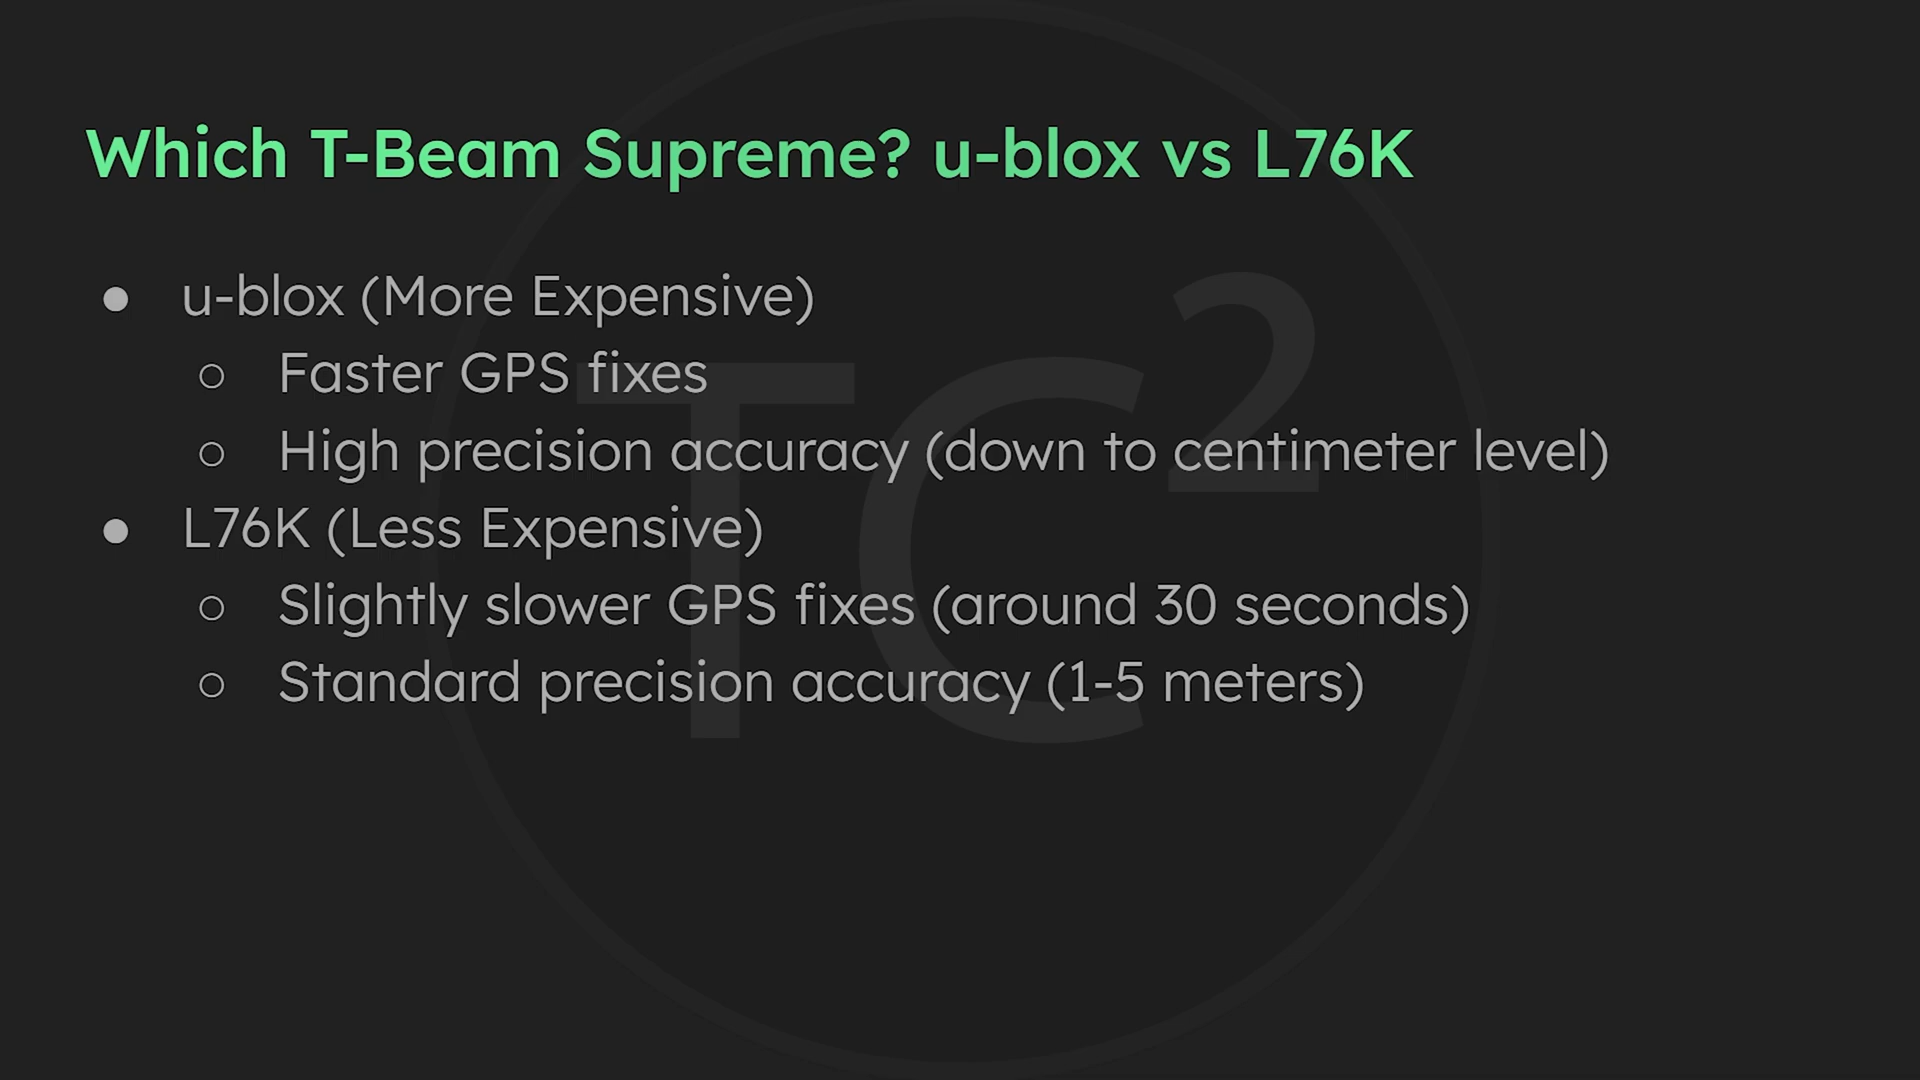 Which T-Beam Supreme? u-blox vs L76K
● u-blox (More Expensive)
○ Faster GPS fixes
○ High precision accuracy (down to centimeter level)
● L76K (Less Expensive)
○ Slightly slower GPS fixes (around 30 seconds)
○ Standard precision accuracy (1-5 meters)
TC²